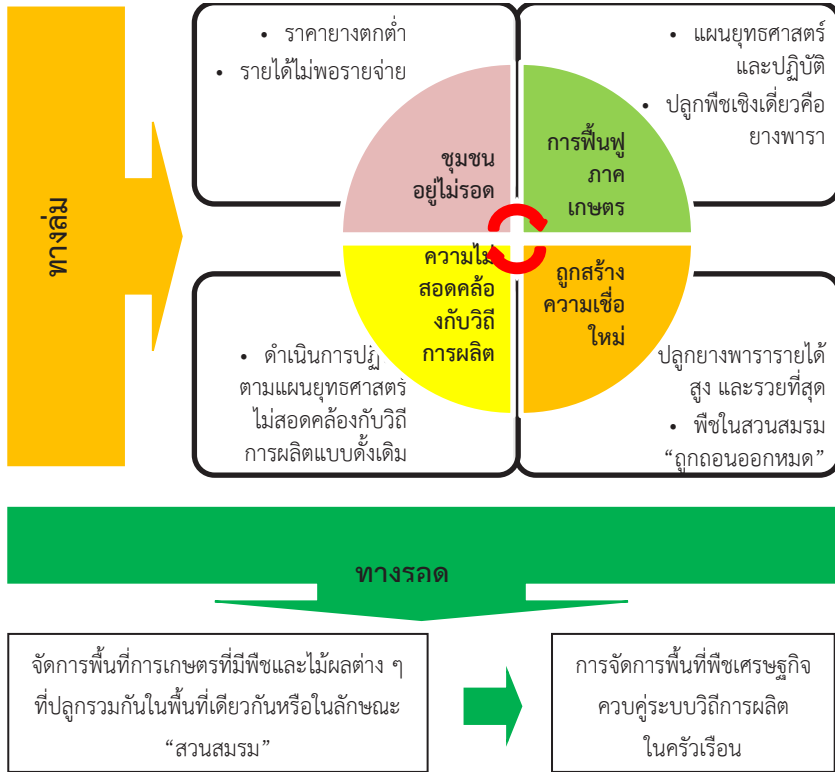 ทางล่ม
• ราคายางตกต่ำ
• รายได้ไม่พอรายจ่าย
• แผนยุทธศาสตร์
และปฏิบัติ
• ปลูกพืชเชิงเดี่ยวคือ
ยางพารา
ชุมชน
อยู่ไม่รอด
การฟื้นฟู
ภาค
เกษตร
ความไม่
สอดคล้อ
งกับวิถี
การผลิต
ถูกสร้าง
ความเชื่อ
ใหม่
• ดำเนินการปฏิ
ตามแผนยุทธศาสตร์
ไม่สอดคล้องกับวิถี
การผลิตแบบดั้งเดิม
ปลูกยางพารารายได้
สูง และรวยที่สุด
• พืชในสวนสมรม
“ถูกถอนออกหมด”
ทางรอด
จัดการพื้นที่การเกษตรที่มีพืชและไม้ผลต่าง ๆ
ที่ปลูกรวมกันในพื้นที่เดียวกันหรือในลักษณะ
“สวนสมรม”
การจัดการพื้นที่พืชเศรษฐกิจ
ควบคู่ระบบวิถีการผลิต
ในครัวเรือน